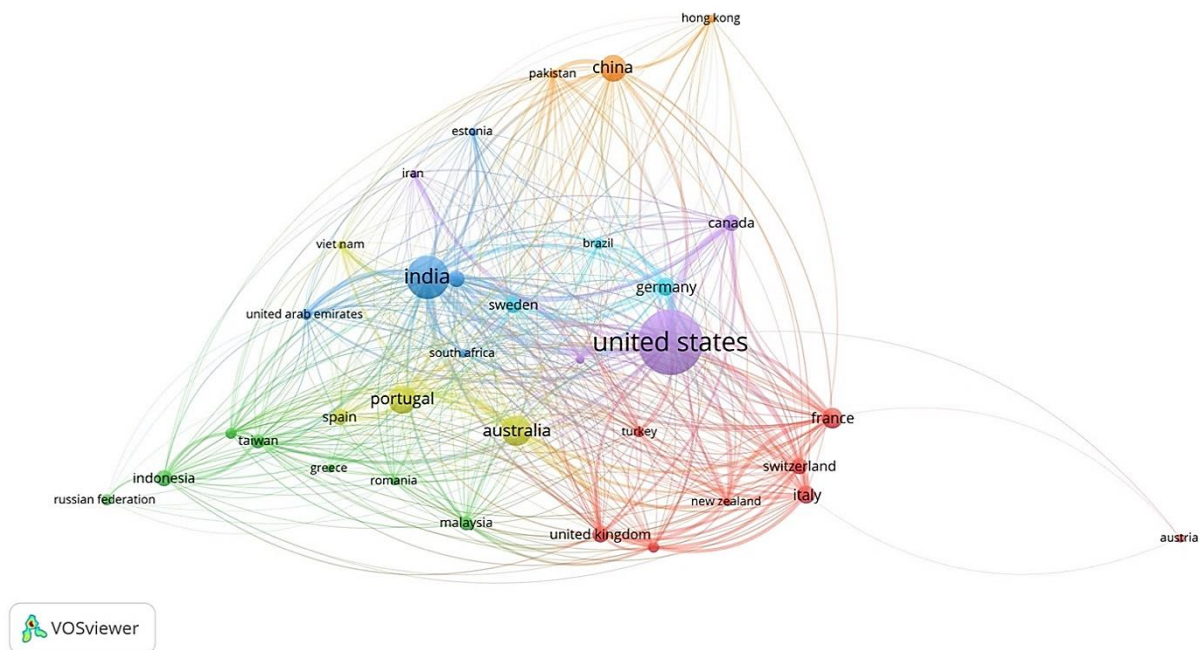 hong kong
china
pakistan
estonia
iran
canada
viet nam
brazil
india
germany
sweden
united arab emirates
united states
south africa
portugal
spain
france
australia
turkey
taiwan
switzerland
greece
indonesia
romania
italy
russian federation
new zealand
malaysia
united kingdom
austria
VOSviewer